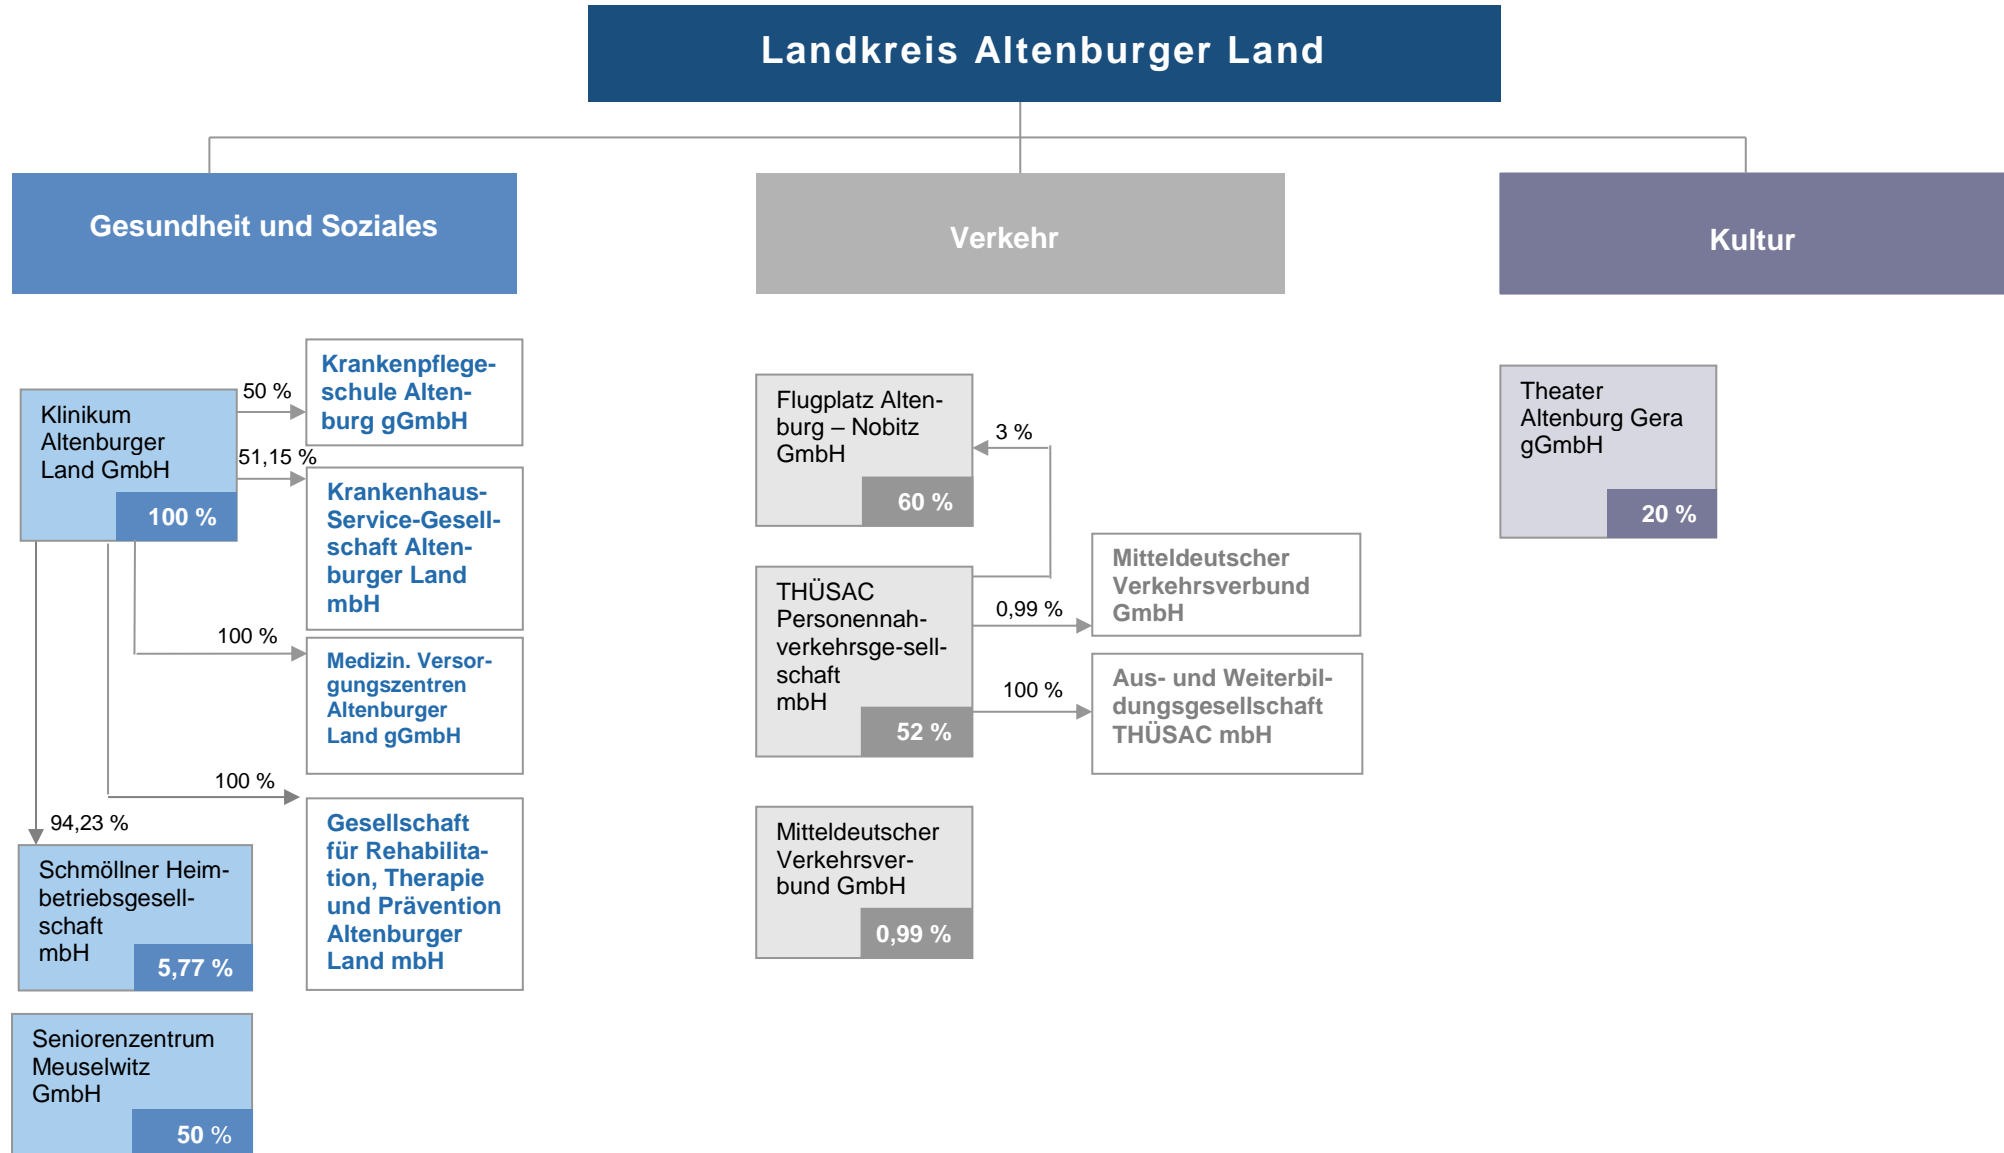 Landkreis Altenburger Land
Gesundheit und Soziales
Verkehr
Kultur
Klinikum
Altenburger
Land GmbH
100 %
50 %
Krankenpflege-
schule Alten-
burg gGmbH
51,15 %
Krankenhaus-
Service-Gesell-
schaft Alten-
burger Land
mbH
100 %
Medizin. Versor-
gungszentren
Altenburger
Land gGmbH
100 %
Gesellschaft
für Rehabilita-
tion, Therapie
und Prävention
Altenburger
Land mbH
94,23 %
Schmöllner Heim-
betriebsgesell-
schaft
mbH
5,77 %
Seniorenzentrum
Meuselwitz
GmbH
50 %
Flugplatz Alten-
burg – Nobitz
GmbH
60 %
3 %
THÜSAC
Personennah-
verkehrsge-sell-
schaft
mbH
52 %
0,99 %
Mitteldeutscher
Verkehrsverbund
GmbH
100 %
Aus- und Weiterbil-
dungsgesellschaft
THÜSAC mbH
Mitteldeutscher
Verkehrsver-
bund GmbH
0,99 %
Theater
Altenburg Gera
gGmbH
20 %